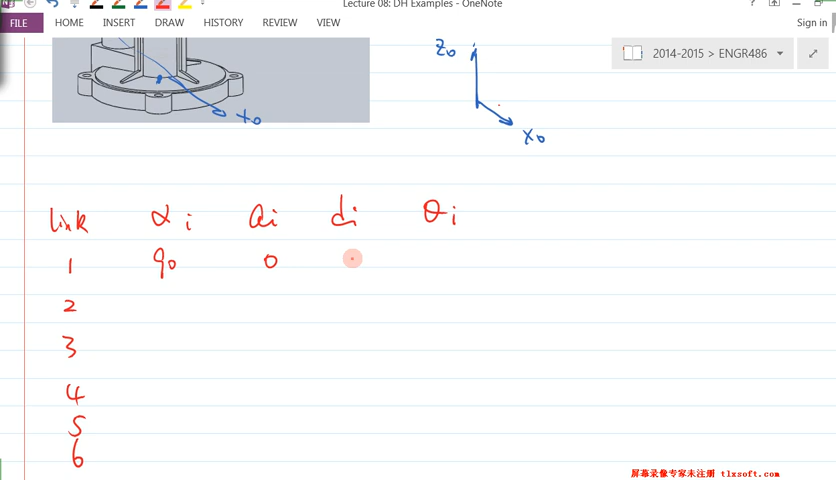 Lecture 08: DH Examples - OneNote
FILE HOME INSERT DRAW HISTORY REVIEW VIEW Sign in
2014-2015 > ENGR486
Z0
X0
X0
link αi ai di θi
1 90 0
2
3
4
5
6
屏幕录像专家未注册 tlxsoft.com